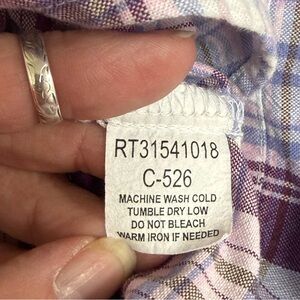 RT31541018
C-526
MACHINE WASH COLD
TUMBLE DRY LOW
DO NOT BLEACH
WARM IRON IF NEEDED